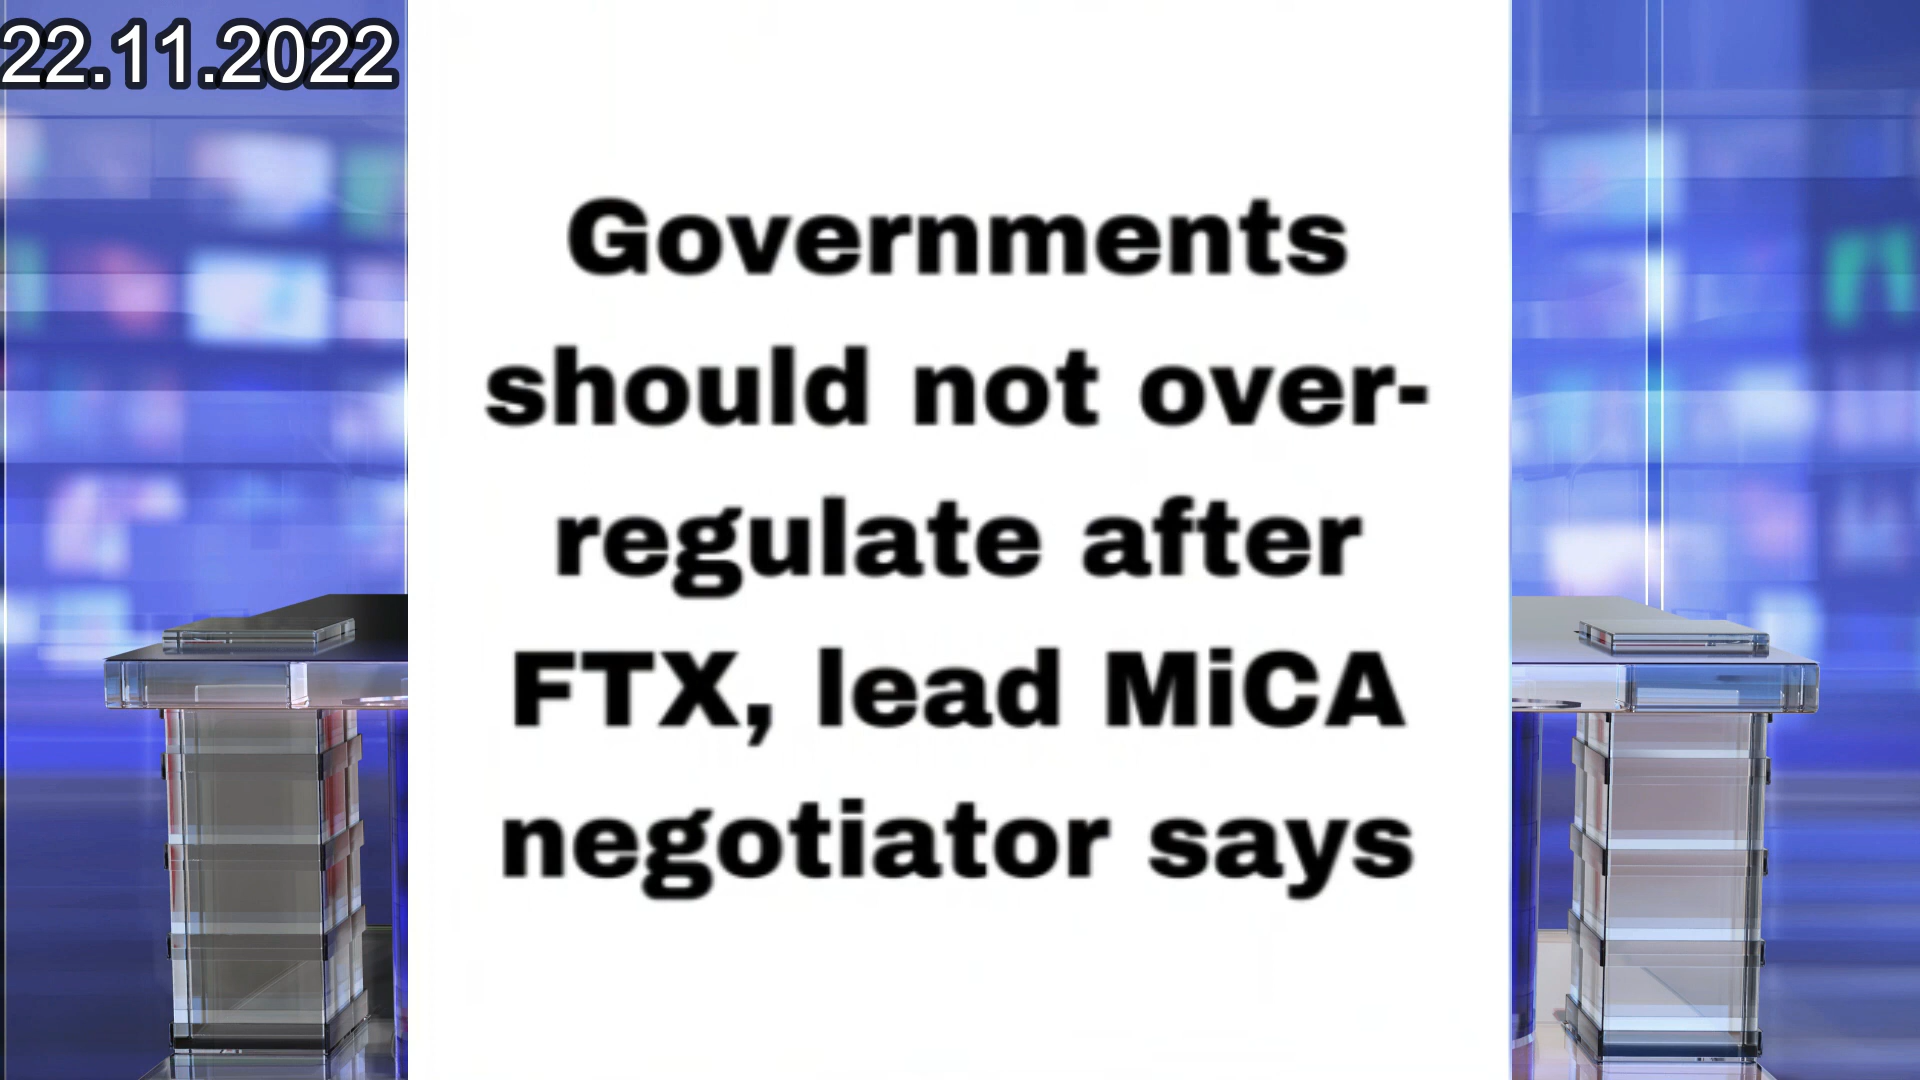 22.11.2022
Governments
should not over-
regulate after
FTX, lead MiCA
negotiator says